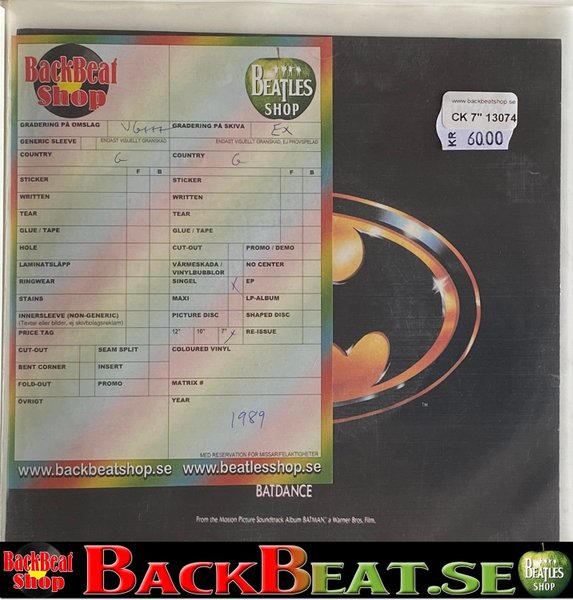 BackBeat
Shop
BEATLES
SHOP
www.backbeatshop.se
CK 7" 13074
KR 60.00
GRADERING PÅ OMSLAG VG+++ GRADERING PÅ SKIVA EX
GENERIC SLEEVE ENDAST VISUELLT GRANSKAD ENDAST VISUELLT GRANSKAD, EJ PROVSPELAD
COUNTRY G COUNTRY G
F B F B
STICKER STICKER
WRITTEN WRITTEN
TEAR TEAR
GLUE / TAPE GLUE / TAPE
HOLE CUT-OUT PROMO / DEMO
LAMINATSLÄPP VÄRMESKADA / VINYLBUBBLOR NO CENTER
RINGWEAR SINGEL X EP
STAINS MAXI LP-ALBUM
INNERSLEEVE (NON-GENERIC) PICTURE DISC SHAPED DISC
(Texter eller bilder, ej skivbolagsreklam)
PRICE TAG 12" 10" 7" X RE-ISSUE
CUT-OUT SEAM SPLIT COLOURED VINYL
BENT CORNER INSERT
FOLD-OUT PROMO MATRIX #
ÖVRIGT YEAR
1989
MED RESERVATION FÖR MISSAR/FELAKTIGHETER
www.backbeatshop.se www.beatlesshop.se
TM
BATDANCE
From the Motion Picture Soundtrack Album BATMAN™ a Warner Bros. Film.
BackBeat
Shop
BACKBEAT.SE
BEATLES
SHOP